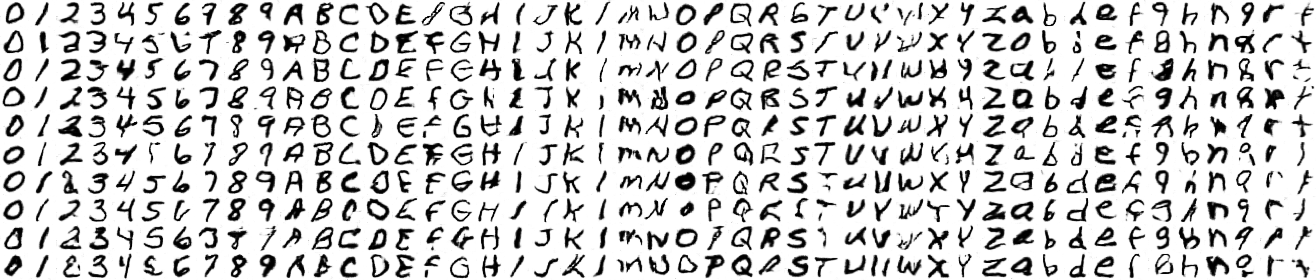 0 1 2 3 4 5 6 7 8 9 A B C D E F G H I J K l m N O P Q R S T U V W X Y Z a b d e f g h n q r t
0 1 2 3 4 5 6 7 8 9 A B C D E F G H I J K l m N O P Q R S T U V W X Y Z a b d e f g h n q r t
0 1 2 3 4 5 6 7 8 9 A B C D E F G H I J K l m N O P Q R S T U V W X Y Z a b d e f g h n q r t
0 1 2 3 4 5 6 7 8 9 A B C D E F G H I J K l m N O P Q R S T U V W X Y Z a b d e f g h n q r t
0 1 2 3 4 5 6 7 8 9 A B C D E F G H I J K l m N O P Q R S T U V W X Y Z a b d e f g h n q r t
0 1 2 3 4 5 6 7 8 9 A B C D E F G H I J K l m N O P Q R S T U V W X Y Z a b d e f g h n q r t
0 1 2 3 4 5 6 7 8 9 A B C D E F G H I J K l m N O P Q R S T U V W X Y Z a b d e f g h n q r t
0 1 2 3 4 5 6 7 8 9 A B C D E F G H I J K l m N O P Q R S T U V W X Y Z a b d e f g h n q r t
0 1 2 3 4 5 6 3 8 9 A B C D E F G H I J K l m N O P Q R S T U V W X Y Z a b d e f g h n q r t
0 1 2 3 4 5 6 7 8 9 A B C D E F G H I J K l m N O P Q R S T U V W X Y Z a b d e f g h n q r t